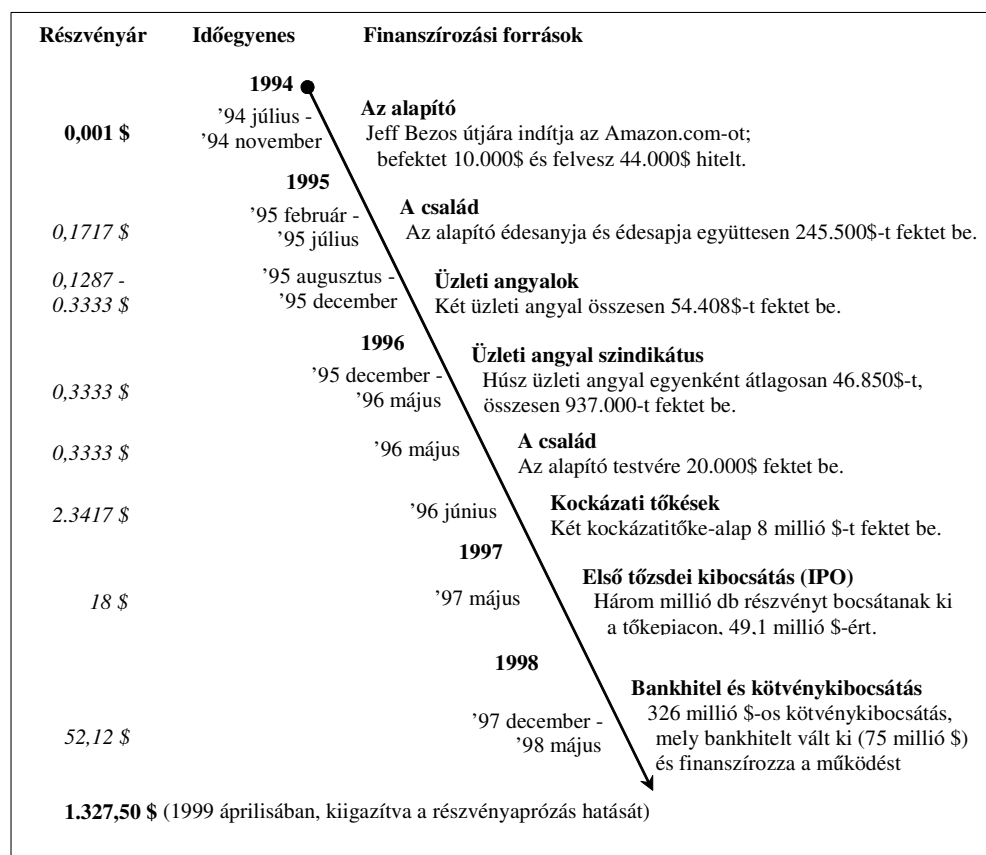 Részvényár Időegyenes Finanszírozási források
1994
Az alapító
0,001 $ ’94 július - Jeff Bezos útjára indítja az Amazon.com-ot;
’94 november befektet 10.000$ és felvesz 44.000$ hitelt.
1995
A család
0,1717 $ ’95 február - Az alapító édesanyja és édesapja együttesen 245.500$-t fektet be.
’95 július
0,1287 - ’95 augusztus - Üzleti angyalok
0.3333 $ ’95 december Két üzleti angyal összesen 54.408$-t fektet be.
1996
Üzleti angyal szindikátus
’95 december - Húsz üzleti angyal egyenként átlagosan 46.850$-t,
0,3333 $ ’96 május összesen 937.000-t fektet be.
A család
0,3333 $ ’96 május Az alapító testvére 20.000$ fektet be.
Kockázati tőkések
2.3417 $ ’96 június Két kockázatitőke-alap 8 millió $-t fektet be.
1997
Első tőzsdei kibocsátás (IPO)
18 $ ’97 május Három millió db részvényt bocsátanak ki
a tőkepiacon, 49,1 millió $-ért.
1998
Bankhitel és kötvénykibocsátás
’97 december - 326 millió $-os kötvénykibocsátás,
52,12 $ ’98 május mely bankhitelt vált ki (75 millió $)
és finanszírozza a működést
1.327,50 $ (1999 áprilisában, kiigazítva a részvényaprózás hatását)